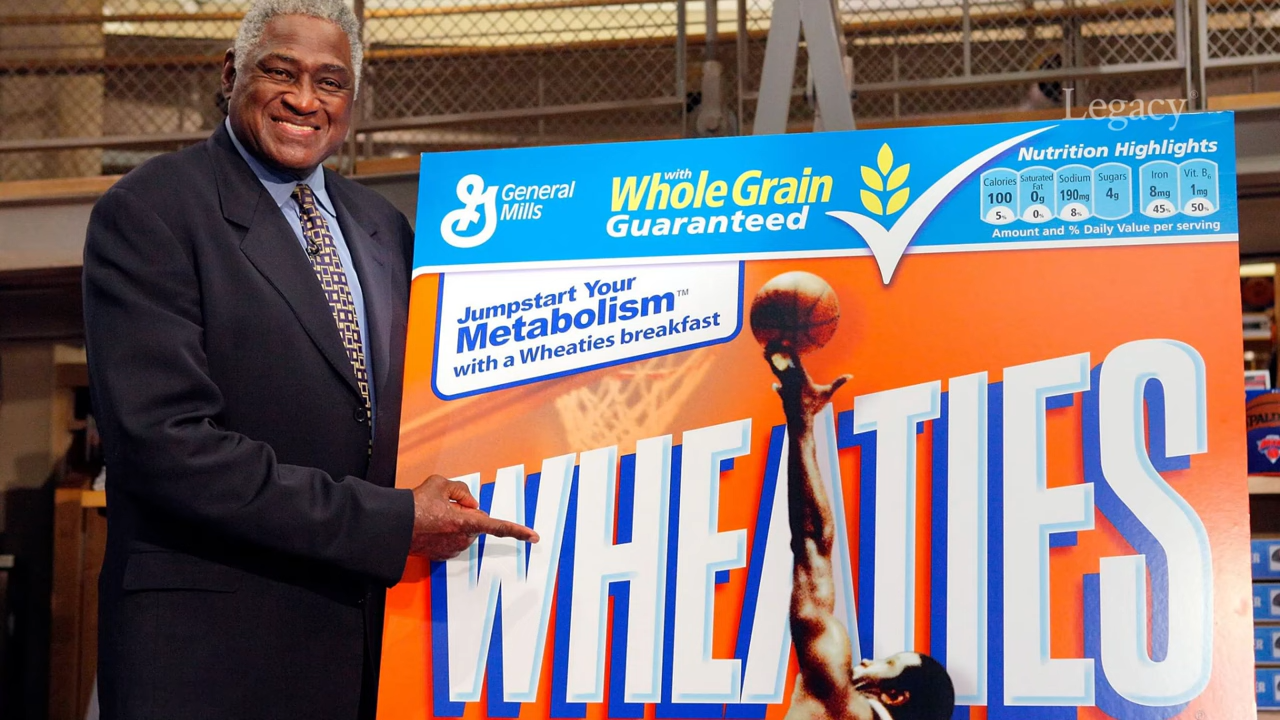 Legacy®
General
Mills
with
Whole Grain
Guaranteed
Nutrition Highlights
Calories
100
5%
Saturated
Fat
0g
0%
Sodium
190mg
8%
Sugars
4g
Iron
8mg
45%
Vit. B6
1mg
50%
Amount and % Daily Value per serving
Jumpstart Your
Metabolism™
with a Wheaties breakfast
WHEATIES